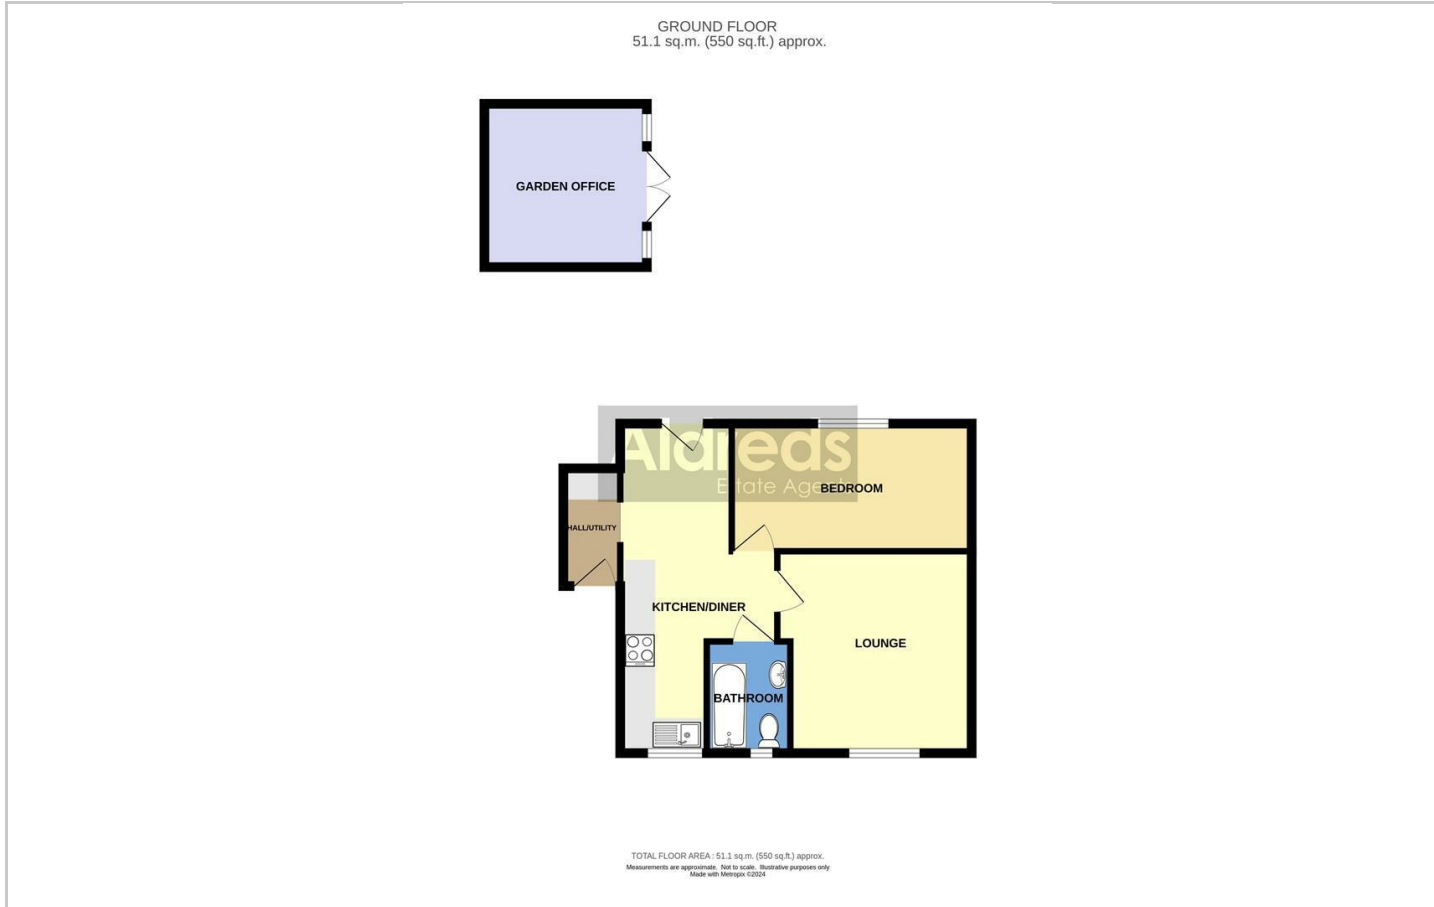 GROUND FLOOR
51.1 sq.m. (550 sq.ft.) approx.
GARDEN OFFICE
Aldreds
Estate Agents
BEDROOM
HALL/UTILITY
KITCHEN/DINER
LOUNGE
BATHROOM
TOTAL FLOOR AREA : 51.1 sq.m. (550 sq.ft.) approx.
Measurements are approximate. Not to scale. Illustrative purposes only
Made with Metropix ©2024